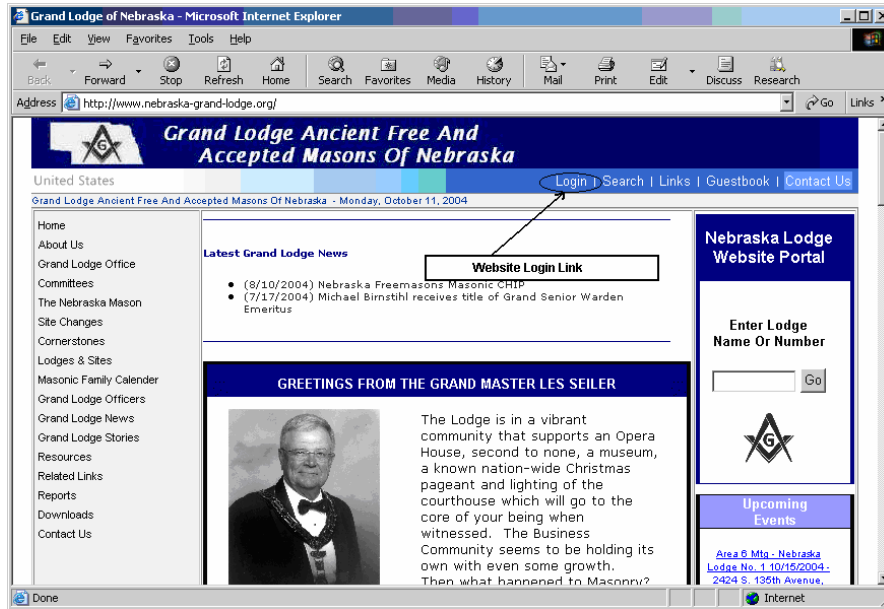 Grand Lodge of Nebraska - Microsoft Internet Explorer
File Edit View Favorites Tools Help
Back Forward Stop Refresh Home Search Favorites Media History Mail Print Edit Discuss Research
Address http://www.nebraska-grand-lodge.org/ Go Links
Grand Lodge Ancient Free And
Accepted Masons Of Nebraska
United States
Login | Search | Links | Guestbook | Contact Us
Grand Lodge Ancient Free And Accepted Masons Of Nebraska - Monday, October 11, 2004
Home
About Us
Grand Lodge Office
Committees
The Nebraska Mason
Site Changes
Cornerstones
Lodges & Sites
Masonic Family Calender
Grand Lodge Officers
Grand Lodge News
Grand Lodge Stories
Resources
Related Links
Reports
Downloads
Contact Us
Latest Grand Lodge News
Website Login Link
(8/10/2004) Nebraska Freemasons Masonic CHIP
(7/17/2004) Michael Birnstihl receives title of Grand Senior Warden
Emeritus
GREETINGS FROM THE GRAND MASTER LES SEILER
The Lodge is in a vibrant
community that supports an Opera
House, second to none, a museum,
a known nation-wide Christmas
pageant and lighting of the
courthouse which will go to the
core of your being when
witnessed. The Business
Community seems to be holding its
own with even some growth.
Then what happened to Masonry?
Nebraska Lodge
Website Portal
Enter Lodge
Name Or Number
Go
G
Upcoming
Events
Area 6 Mtg - Nebraska
Lodge No. 1 10/15/2004 -
2424 S. 135th Avenue,
Done
Internet